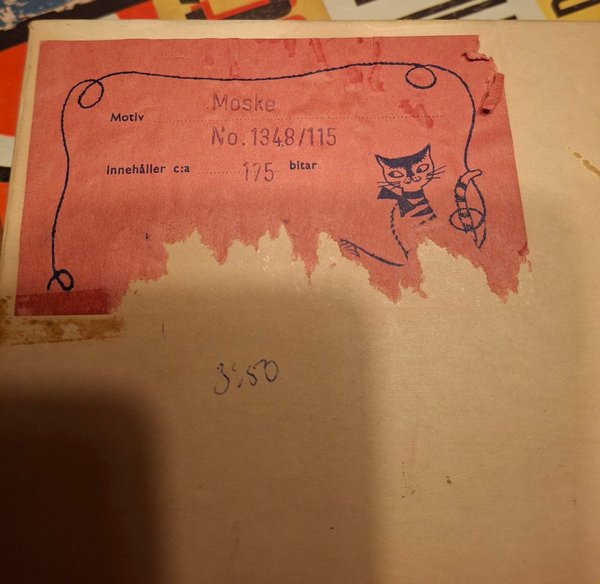 Motiv Moske
No. 1348/115
Innehåller c:a 175 bitar
3:50